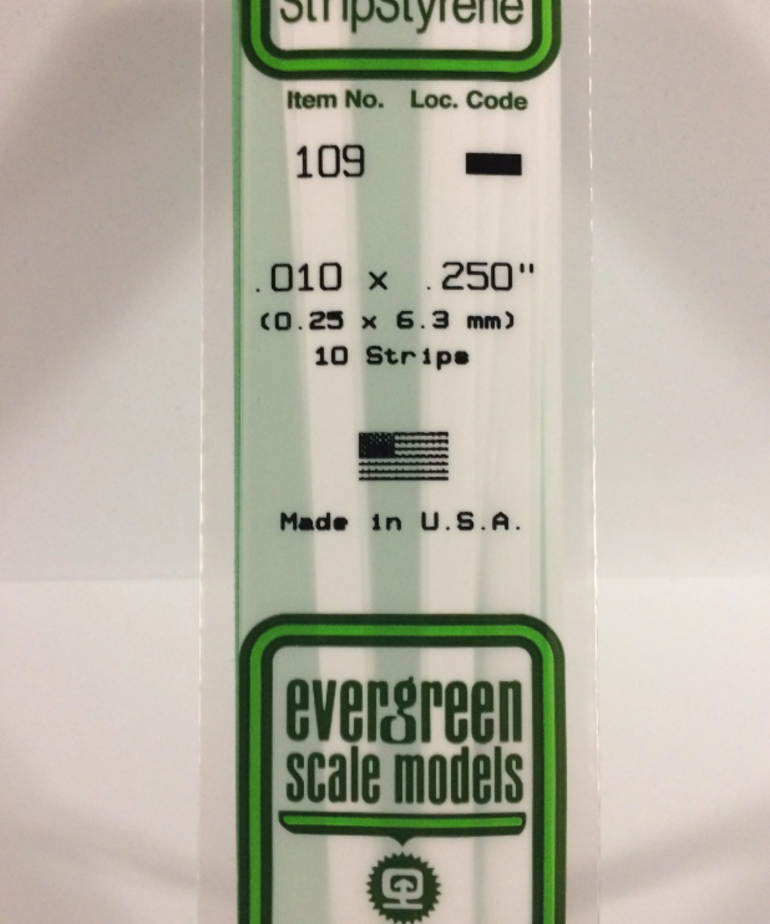 StripStyrene
Item No. Loc. Code
109
.010 x .250"
(0.25 x 6.3 mm)
10 Strips
Made in U.S.A.
evergreen
scale models